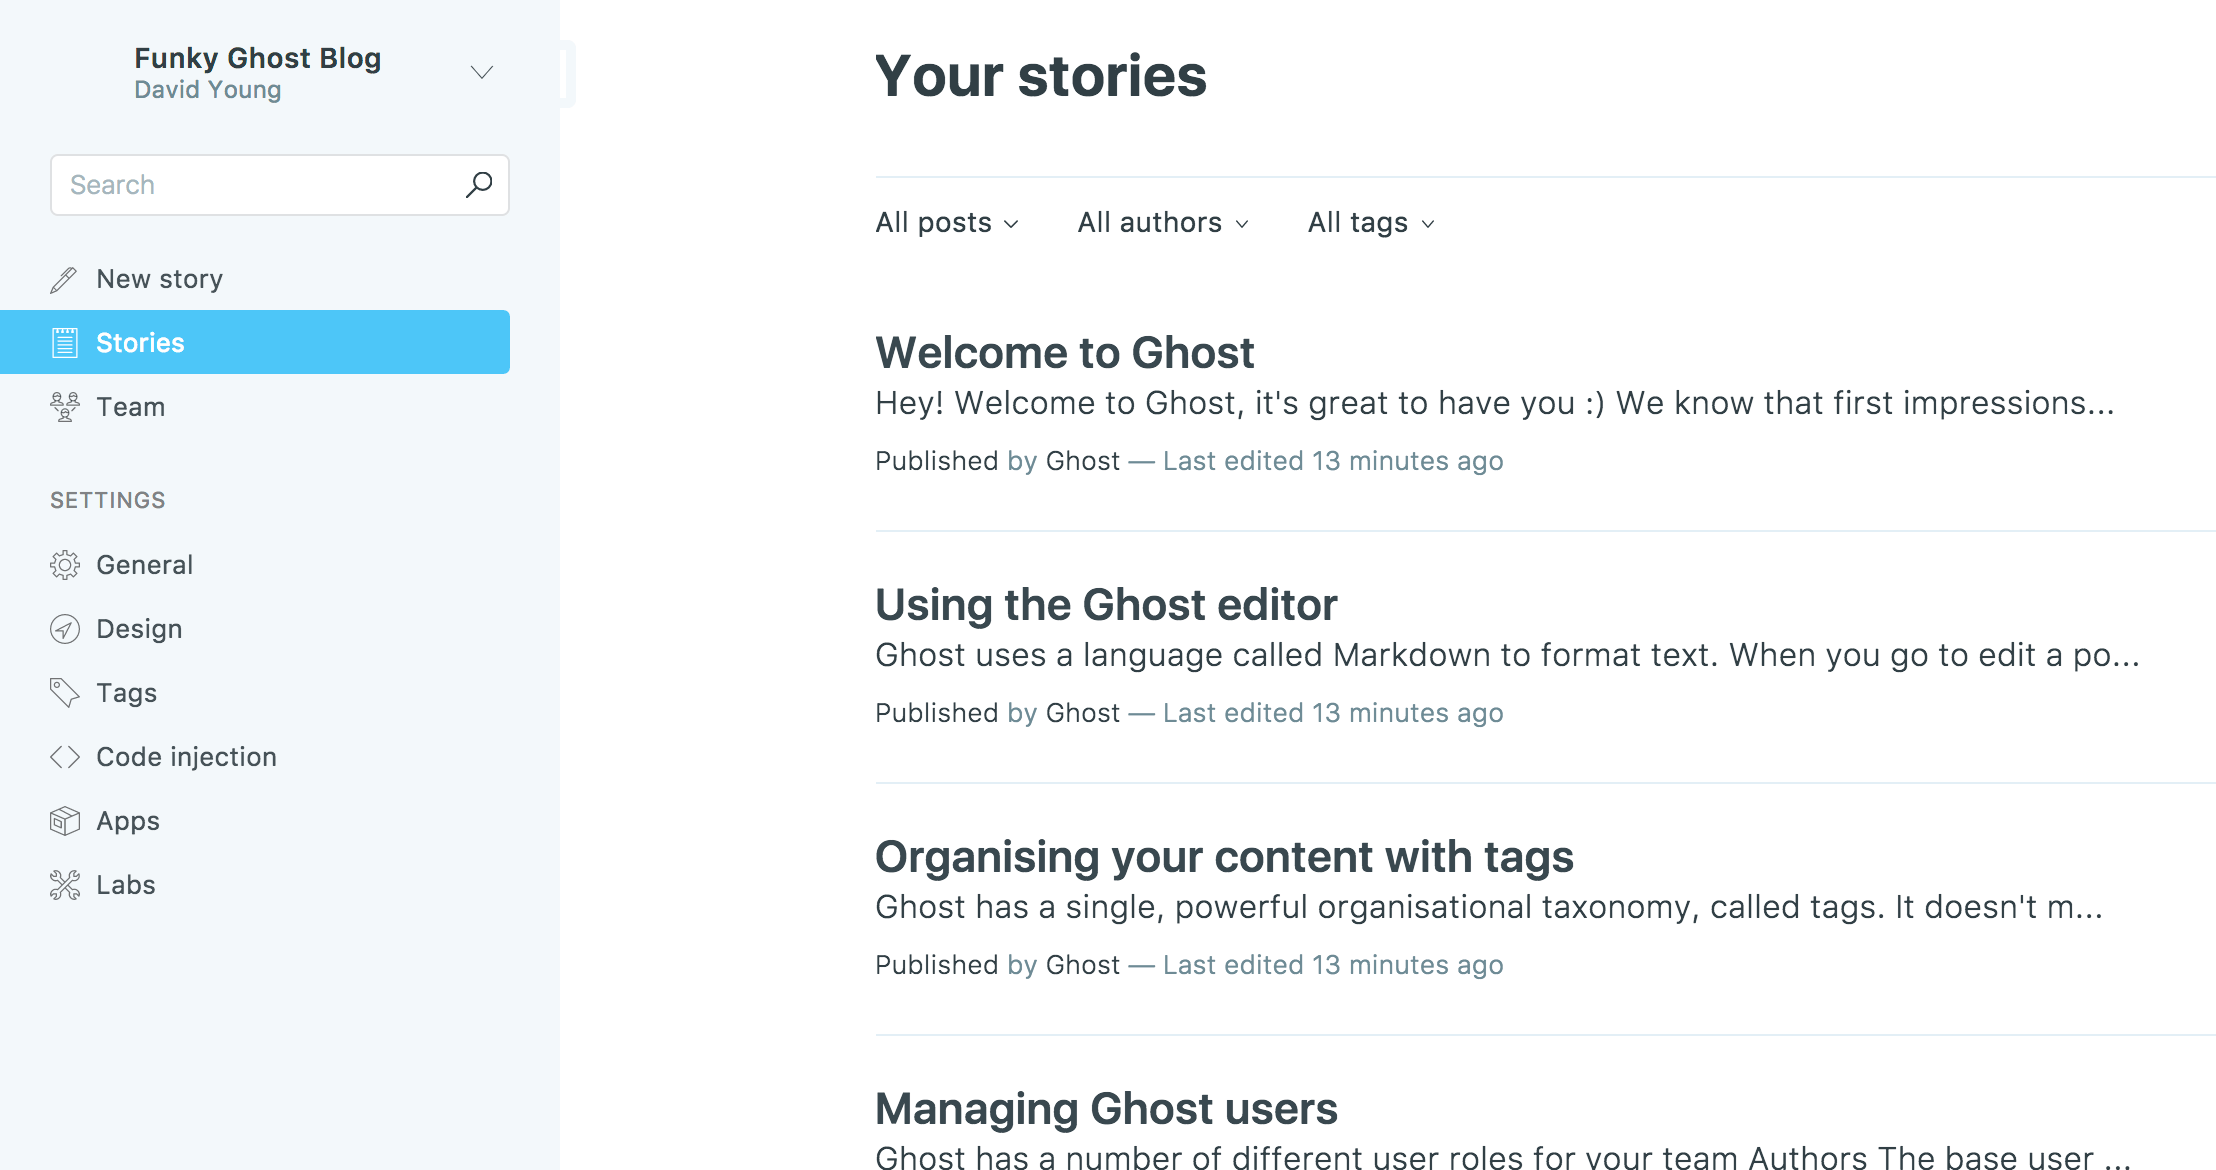 Funky Ghost Blog
David Young
Search
New story
Stories
Team
SETTINGS
General
Design
Tags
Code injection
Apps
Labs
Your stories
All posts All authors All tags
Welcome to Ghost
Hey! Welcome to Ghost, it's great to have you :) We know that first impressions...
Published by Ghost — Last edited 13 minutes ago
Using the Ghost editor
Ghost uses a language called Markdown to format text. When you go to edit a po...
Published by Ghost — Last edited 13 minutes ago
Organising your content with tags
Ghost has a single, powerful organisational taxonomy, called tags. It doesn't m...
Published by Ghost — Last edited 13 minutes ago
Managing Ghost users
Ghost has a number of different user roles for your team Authors The base user ...